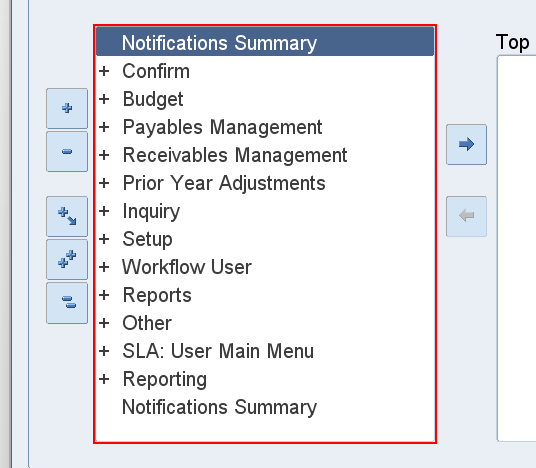 Notifications Summary
Top
+ Confirm
+ Budget
+ Payables Management
+ Receivables Management
+ Prior Year Adjustments
+ Inquiry
+ Setup
+ Workflow User
+ Reports
+ Other
+ SLA: User Main Menu
+ Reporting
Notifications Summary